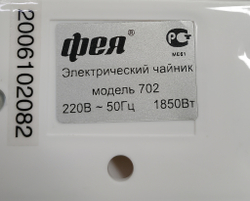 2006102082
фея®
Электрический чайник
модель 702
220В ~ 50Гц 1850Вт